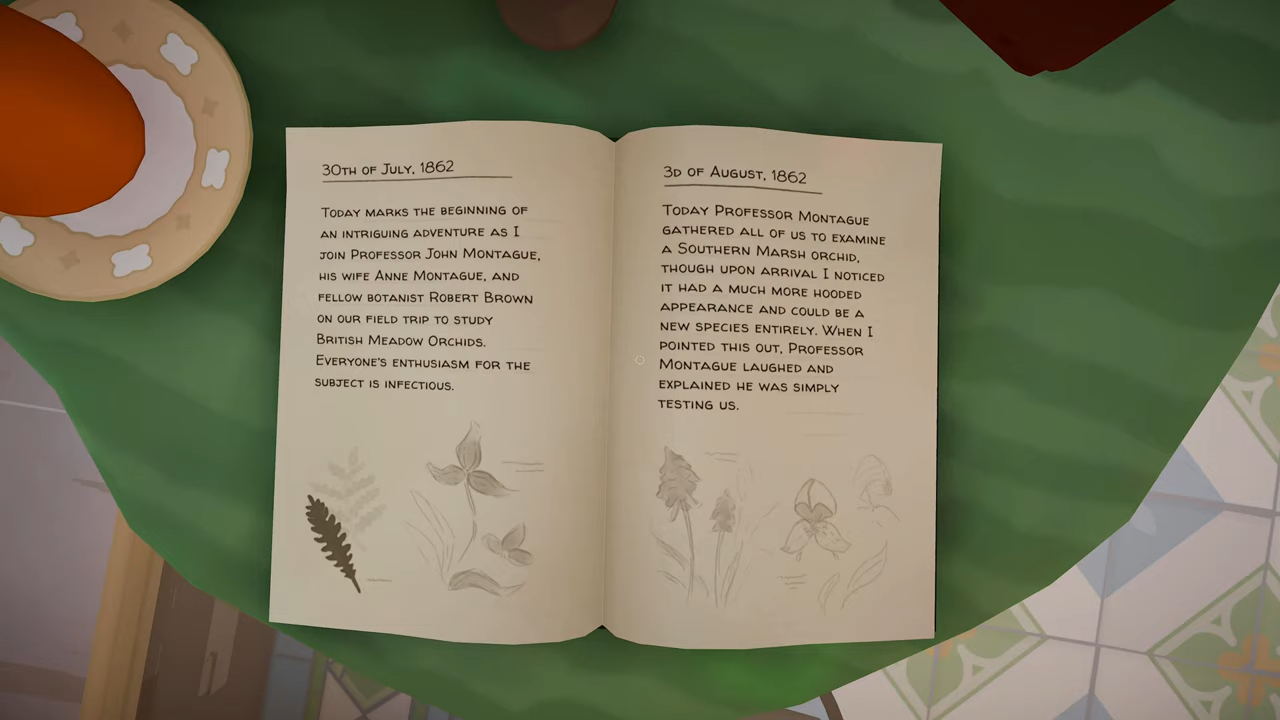 30th of July, 1862
Today marks the beginning of
an intriguing adventure as I
join Professor John Montague,
his wife Anne Montague, and
fellow botanist Robert Brown
on our field trip to study
British Meadow Orchids.
Everyone's enthusiasm for the
subject is infectious.
3d of August, 1862
Today Professor Montague
gathered all of us to examine
a Southern Marsh orchid,
though upon arrival I noticed
it had a much more hooded
appearance and could be a
new species entirely. When I
pointed this out, Professor
Montague laughed and
explained he was simply
testing us.